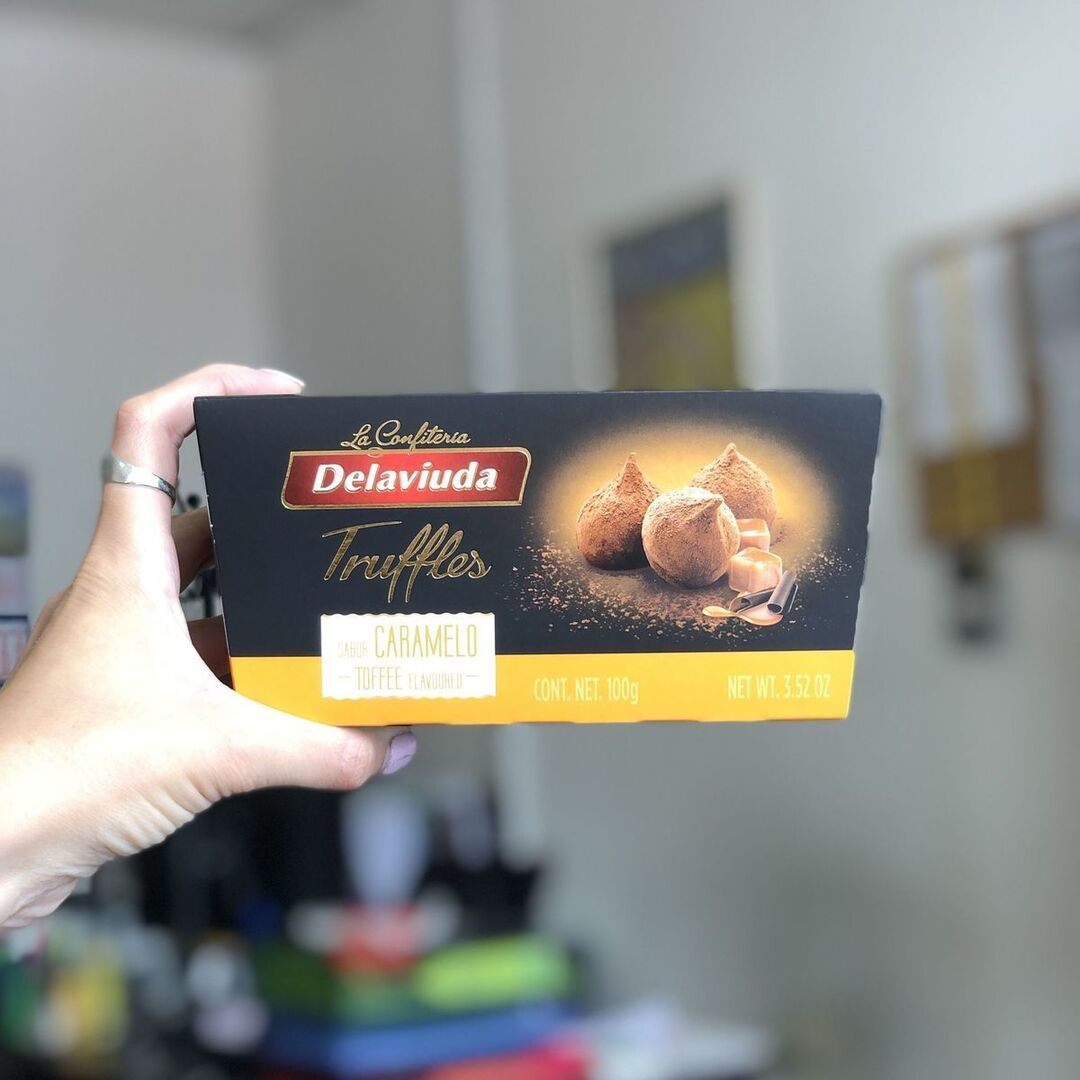 La Confitería
Delaviuda
Truffles
SABOR CARAMELO
TOFFEE FLAVOURED
CONT. NET. 100g
NET WT. 3.52 OZ